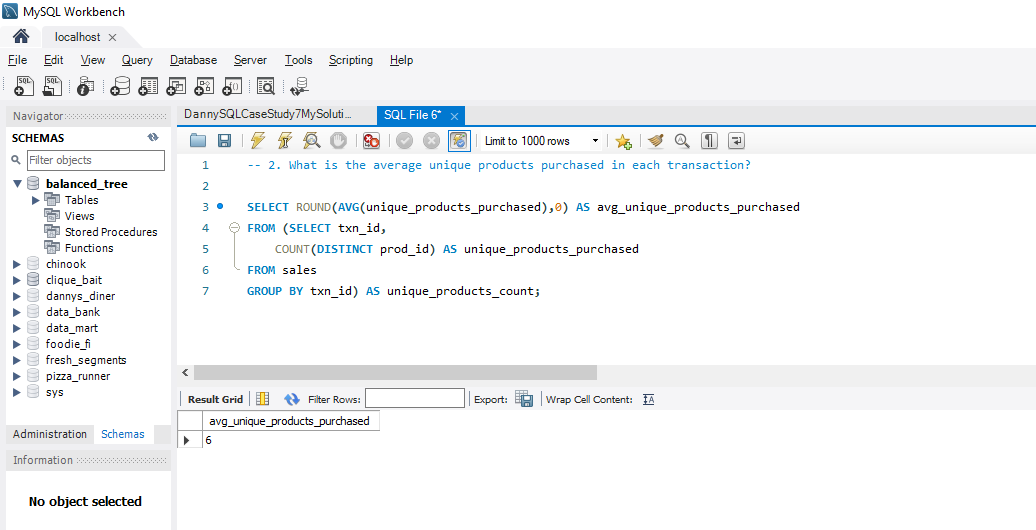 MySQL Workbench
localhost
File Edit View Query Database Server Tools Scripting Help
Navigator
SCHEMAS
Filter objects
balanced_tree
Tables
Views
Stored Procedures
Functions
chinook
clique_bait
dannys_diner
data_bank
data_mart
foodie_fi
fresh_segments
pizza_runner
sys
Administration Schemas
Information
No object selected
DannySQLCaseStudy7MySoluti... SQL File 6*
Limit to 1000 rows
1 -- 2. What is the average unique products purchased in each transaction?
2
3 SELECT ROUND(AVG(unique_products_purchased),0) AS avg_unique_products_purchased
4 FROM (SELECT txn_id,
5 COUNT(DISTINCT prod_id) AS unique_products_purchased
6 FROM sales
7 GROUP BY txn_id) AS unique_products_count;
Result Grid Filter Rows: Export: Wrap Cell Content:
avg_unique_products_purchased
6